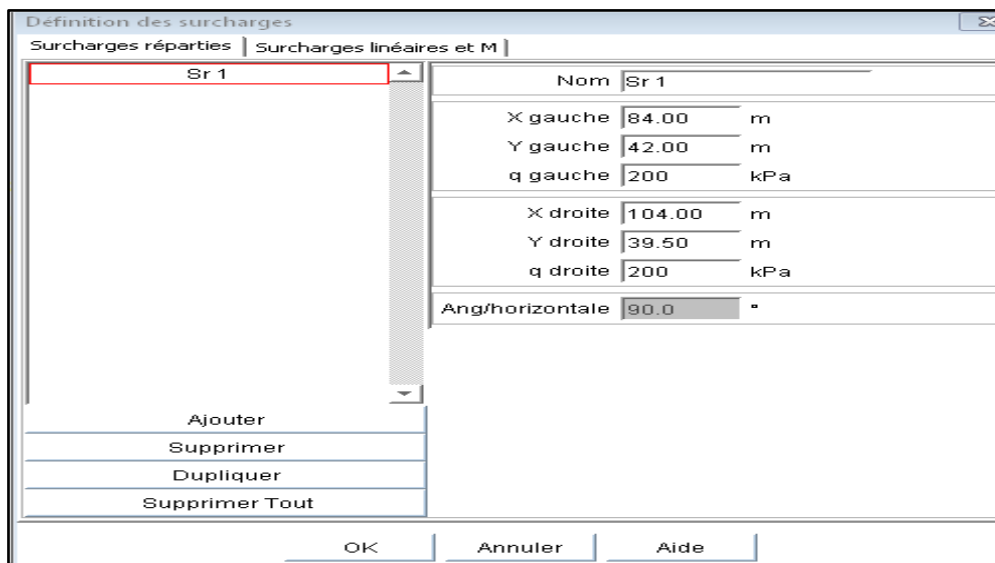 Définition des surcharges
Surcharges réparties Surcharges linéaires et M
Sr 1
Nom Sr 1
X gauche 84.00 m
Y gauche 42.00 m
q gauche 200 kPa
X droite 104.00 m
Y droite 39.50 m
q droite 200 kPa
Ang/horizontale 90.0 °
Ajouter
Supprimer
Dupliquer
Supprimer Tout
OK Annuler Aide